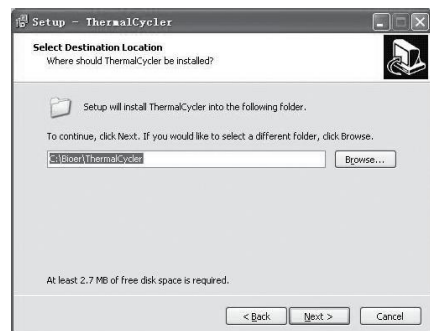 Setup - ThermalCycler
Select Destination Location
Where should ThermalCycler be installed?
Setup will install ThermalCycler into the following folder.
To continue, click Next. If you would like to select a different folder, click Browse.
C:\Bioer\ThermalCycler
Browse...
At least 2.7 MB of free disk space is required.
< Back
Next >
Cancel